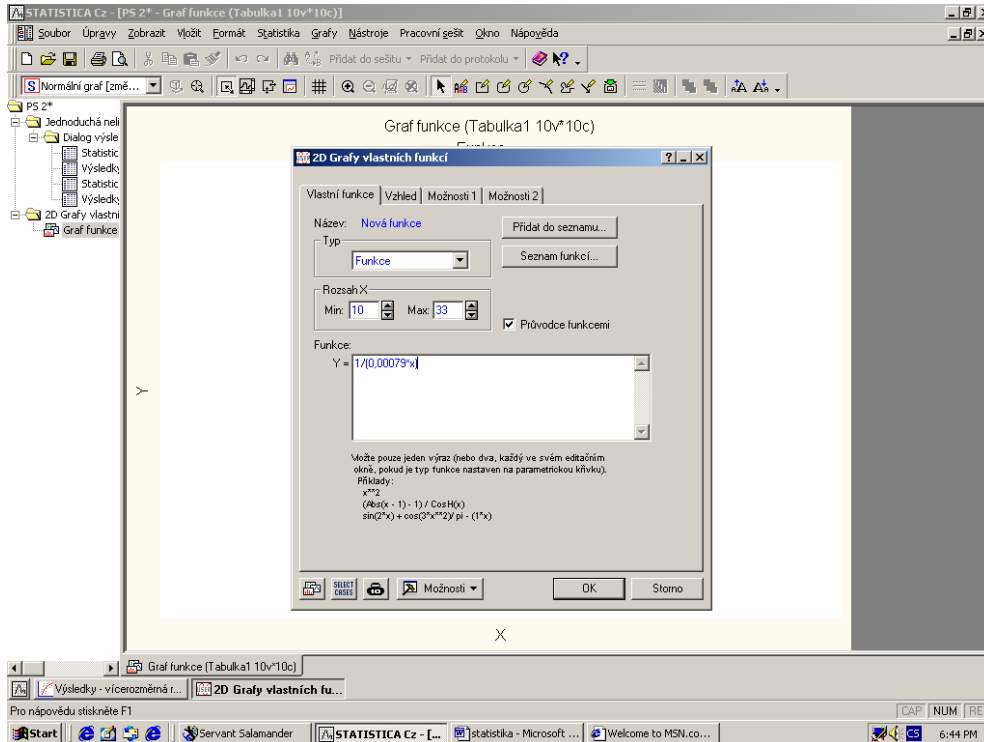 STATISTICA Cz - [PS 2* - Graf funkce (Tabulka1 10v*10c)]
Soubor Úpravy Zobrazit Vložit Formát Statistika Grafy Nástroje Pracovní sešit Okno Nápověda
Přidat do sešitu Přidat do protokolu
Normální graf [změ...
PS 2*
Jednoduchá neli
Dialog výsle
Statistic
Výsledky
Statistic
Výsledky
2D Grafy vlastni
Graf funkce
Graf funkce (Tabulka1 10v*10c)
2D Grafy vlastních funkcí
Vlastní funkce Vzhled Možnosti 1 Možnosti 2
Název: Nová funkce
Přidat do seznamu...
Typ
Funkce
Seznam funkcí...
Rozsah X
Min: 10 Max: 33
Průvodce funkcemi
Funkce:
Y = 1/(0,00079*x)
Vložte pouze jeden výraz (nebo dva, každý ve svém editačním
okně, pokud je typ funkce nastaven na parametrickou křivku).
Příklady:
x**2
(Abs(x - 1) - 1) / CosH(x)
sin(2*x) + cos(3*x**2)/ pi - (1*x)
SELECT CASES
Možnosti
OK
Storno
Y
X
Graf funkce (Tabulka1 10v*10c)
Výsledky - vícerozměrná r...
2D Grafy vlastních fu...
Pro nápovědu stiskněte F1
CAP NUM RE
Start
Servant Salamander
STATISTICA Cz - [...
statistika - Microsoft ...
Welcome to MSN.co...
CS
6:44 PM